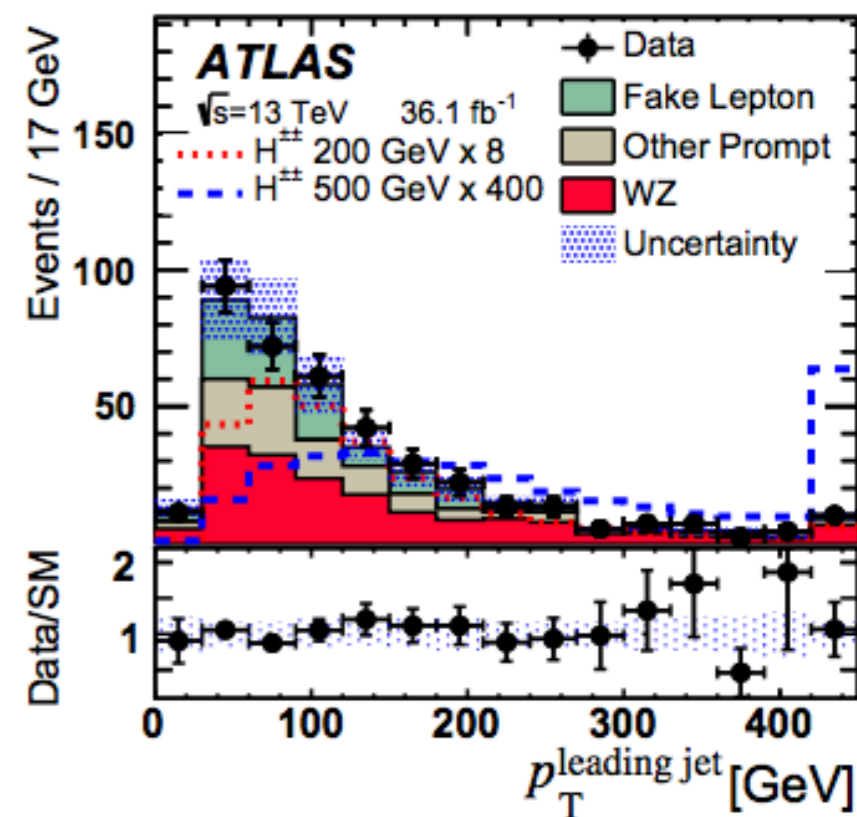 ATLAS
√s=13 TeV 36.1 fb⁻¹
H±± 200 GeV x 8
H±± 500 GeV x 400
Data
Fake Lepton
Other Prompt
WZ
Uncertainty
Events / 17 GeV
150
100
50
Data/SM
2
1
0 100 200 300 400
p_T^leading jet [GeV]